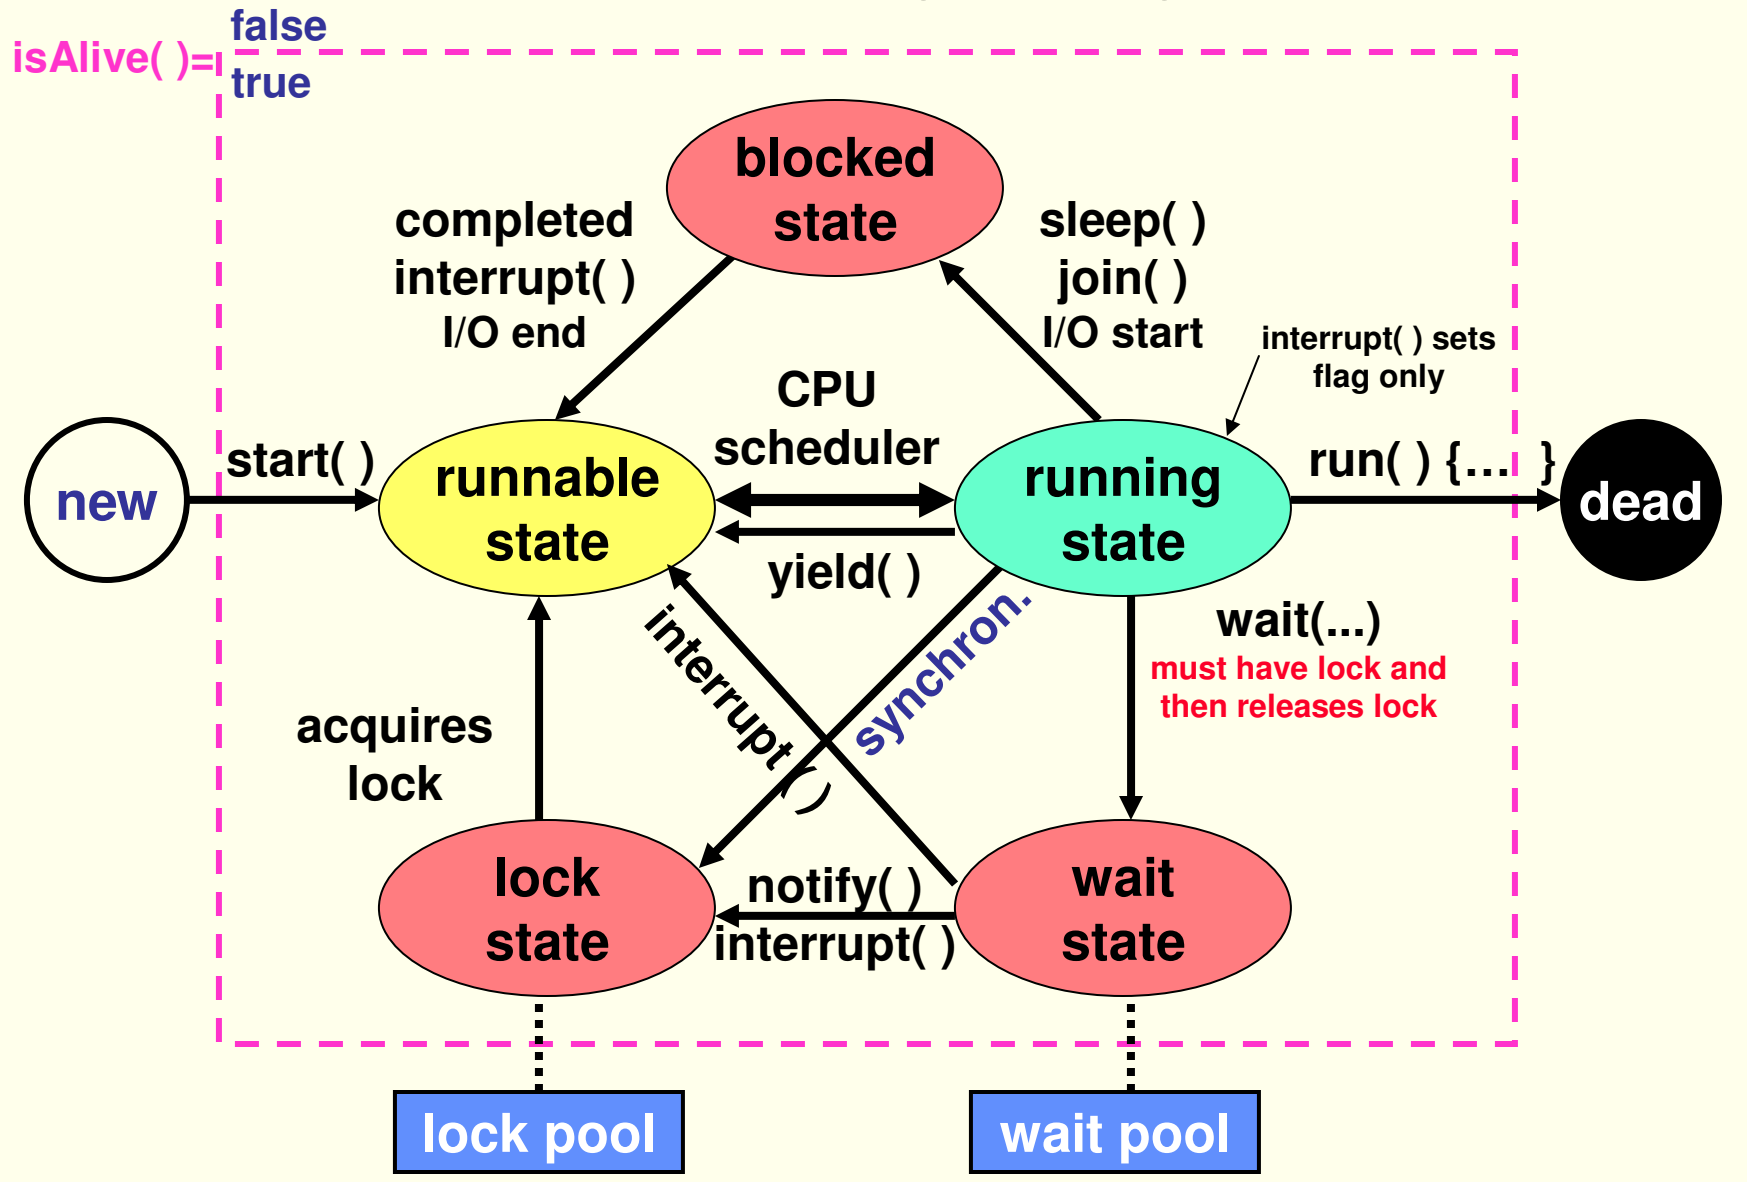 false
isAlive( )=
true
blocked
state
completed
interrupt( )
I/O end
sleep( )
join( )
I/O start
interrupt( ) sets
flag only
CPU
scheduler
new
start( )
runnable
state
running
state
run( ) {... }
dead
yield( )
interrupt ( )
synchron.
wait(...)
must have lock and
then releases lock
acquires
lock
lock
state
notify( )
interrupt( )
wait
state
lock pool
wait pool